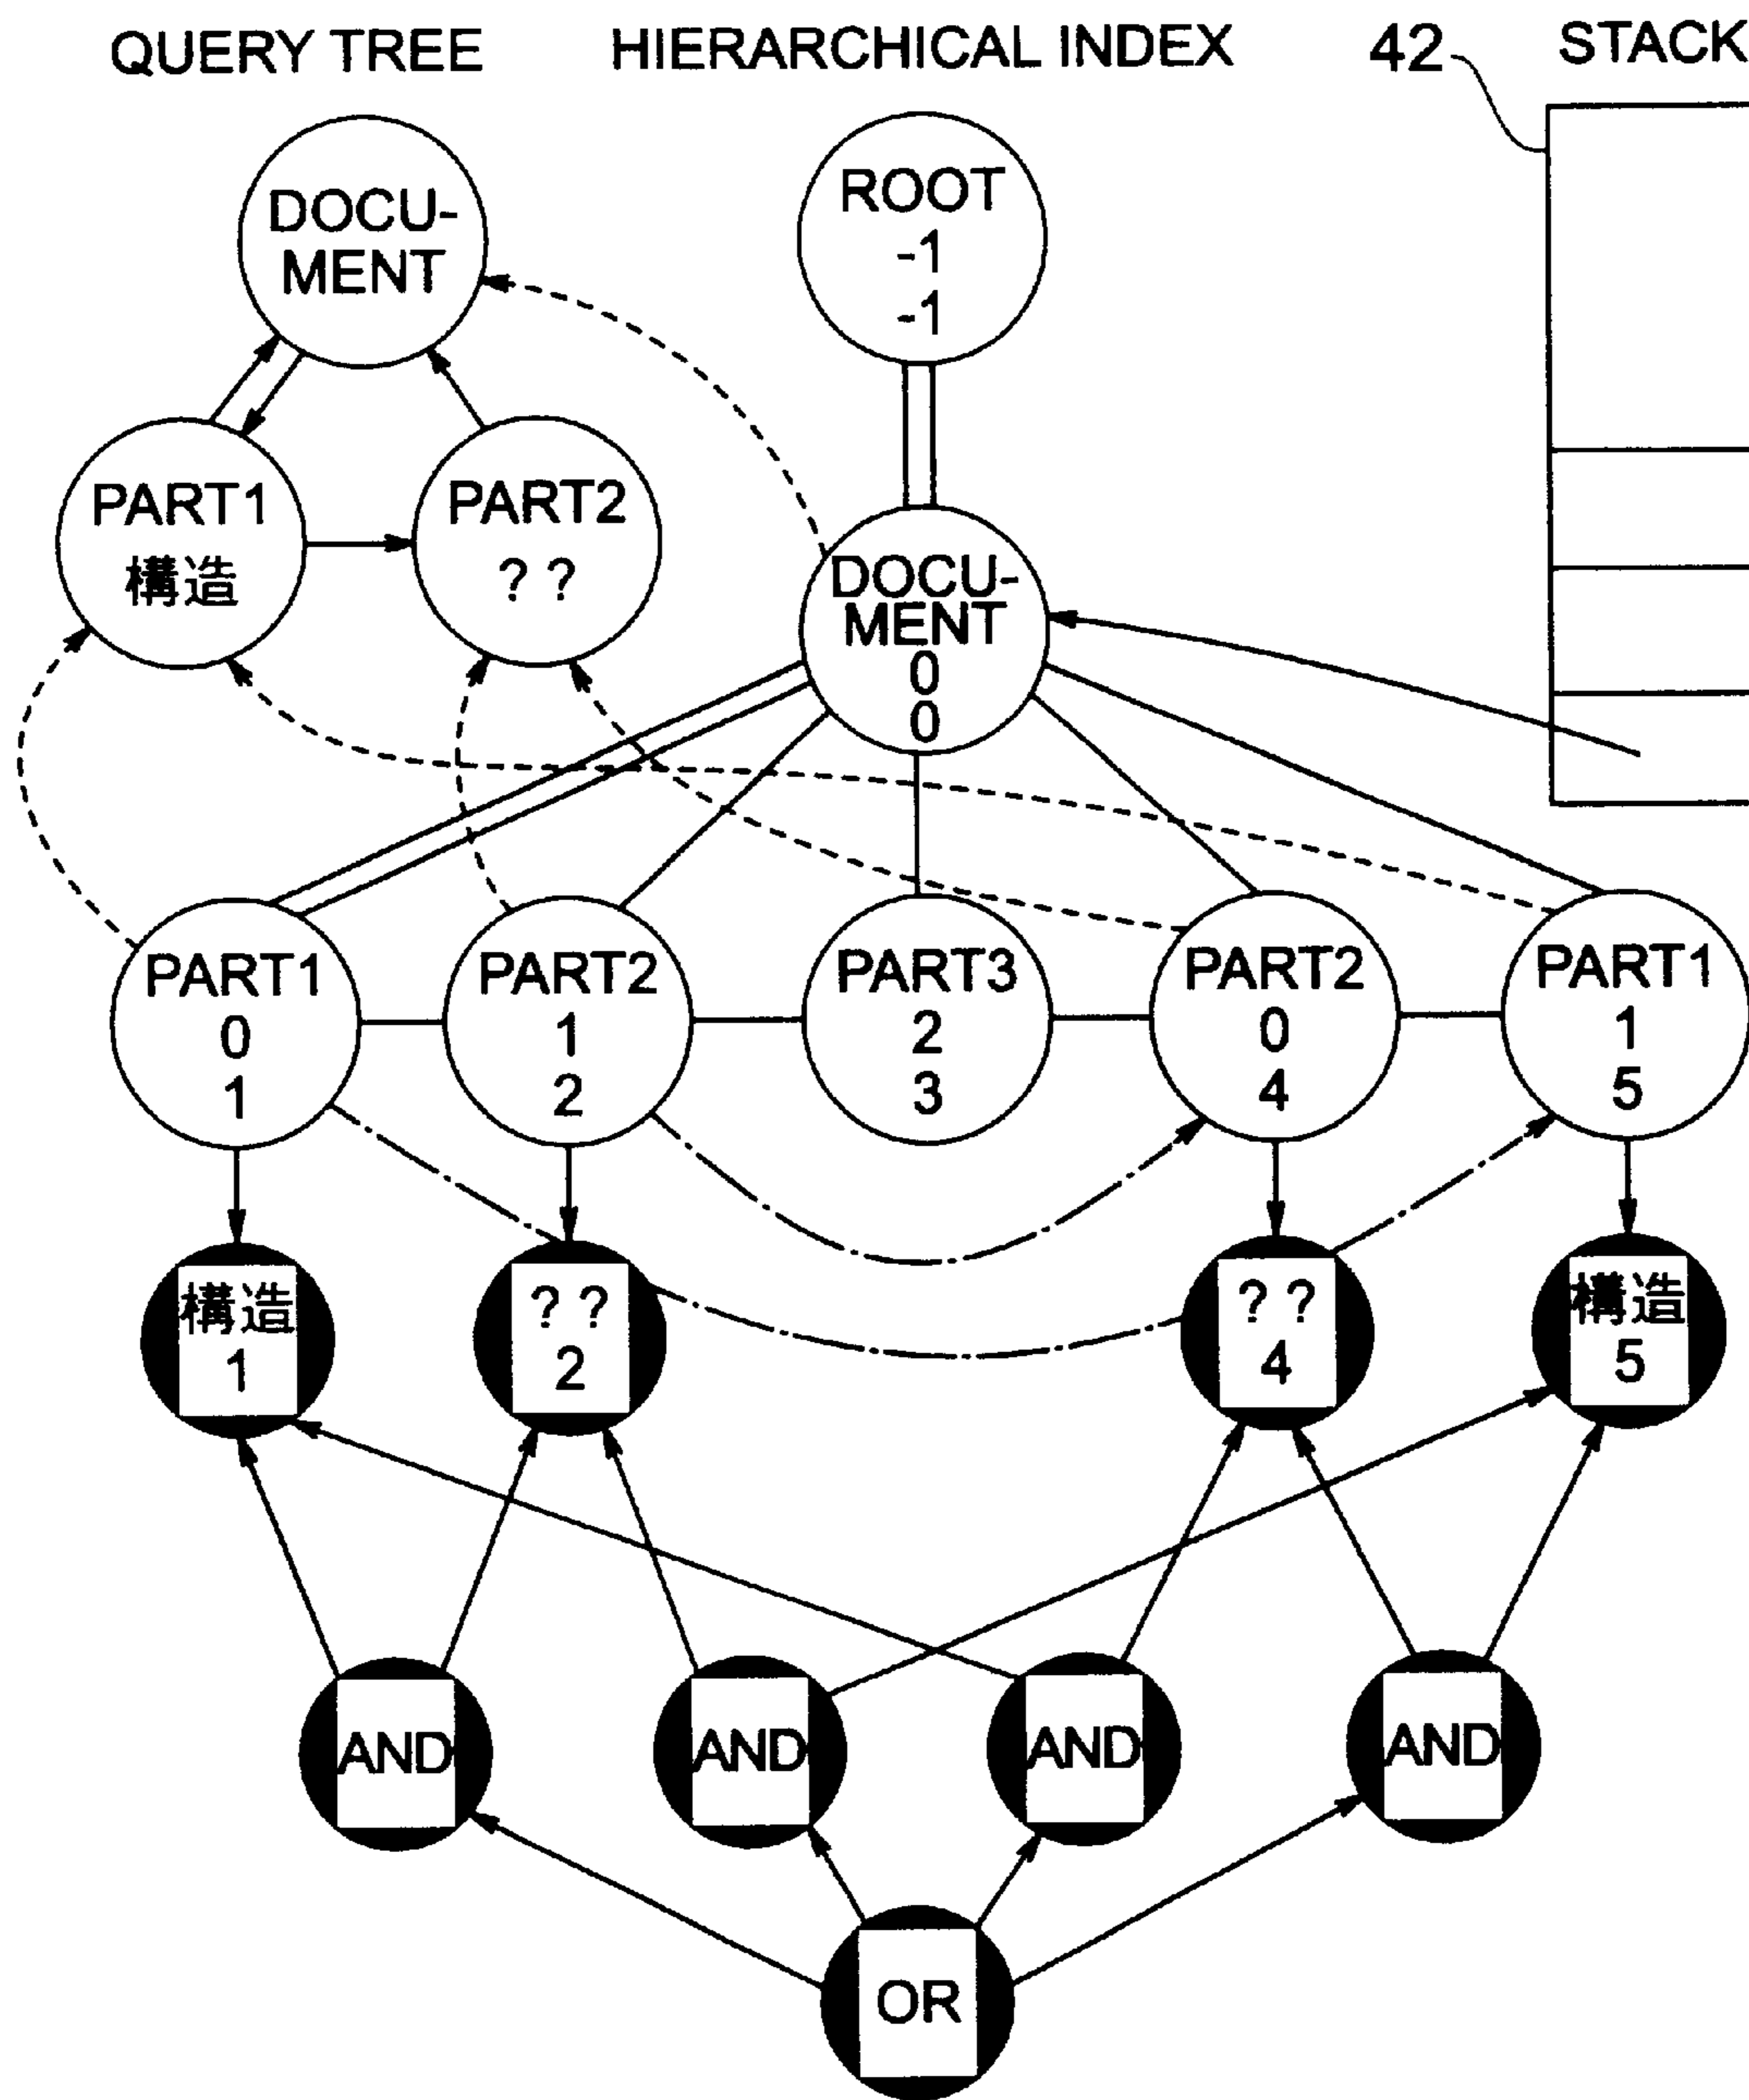 QUERY TREE
HIERARCHICAL INDEX
42
STACK
DOCU-
MENT
ROOT
-1
-1
PART1
構造
PART2
? ?
DOCU-
MENT
0
0
PART1
0
1
PART2
1
2
PART3
2
3
PART2
0
4
PART1
1
5
構造
1
? ?
2
? ?
4
構造
5
AND
AND
AND
AND
OR